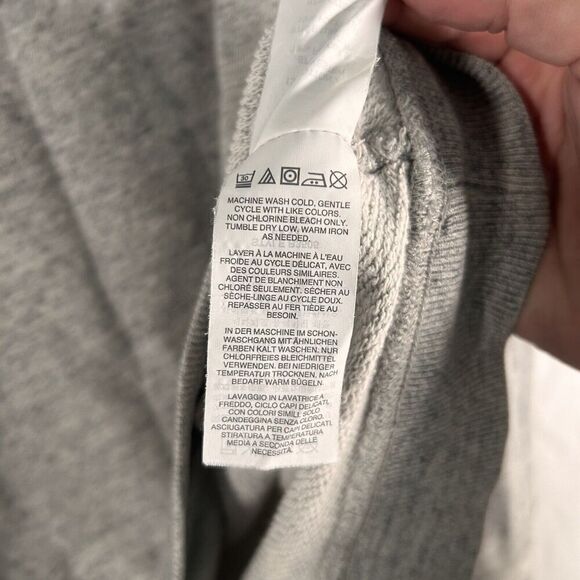 30
MACHINE WASH COLD, GENTLE
CYCLE WITH LIKE COLORS.
NON CHLORINE BLEACH ONLY.
TUMBLE DRY LOW, WARM IRON
AS NEEDED.
LAVER À LA MACHINE À L'EAU
FROIDE AU CYCLE DÉLICAT, AVEC
DES COULEURS SIMILAIRES.
AGENT DE BLANCHIMENT NON
CHLORÉ SEULEMENT. SÉCHER AU
SÈCHE-LINGE AU CYCLE DOUX.
REPASSER AU FER TIÈDE AU
BESOIN.
IN DER MASCHINE IM SCHON-
WASCHGANG MIT ÄHNLICHEN
FARBEN KALT WASCHEN. NUR
CHLORFREIES BLEICHMITTEL
VERWENDEN. BEI NIEDRIGER
TEMPERATUR TROCKNEN. NACH
BEDARF WARM BÜGELN.
LAVAGGIO IN LAVATRICE A
FREDDO, CICLO CAPI DELICATI,
CON COLORI SIMILI. SOLO
CANDEGGINA SENZA CLORO.
ASCIUGATURA PER CAPI DELICATI.
STIRATURA A TEMPERATURA
MEDIA A SECONDA DELLE
NECESSITÀ.